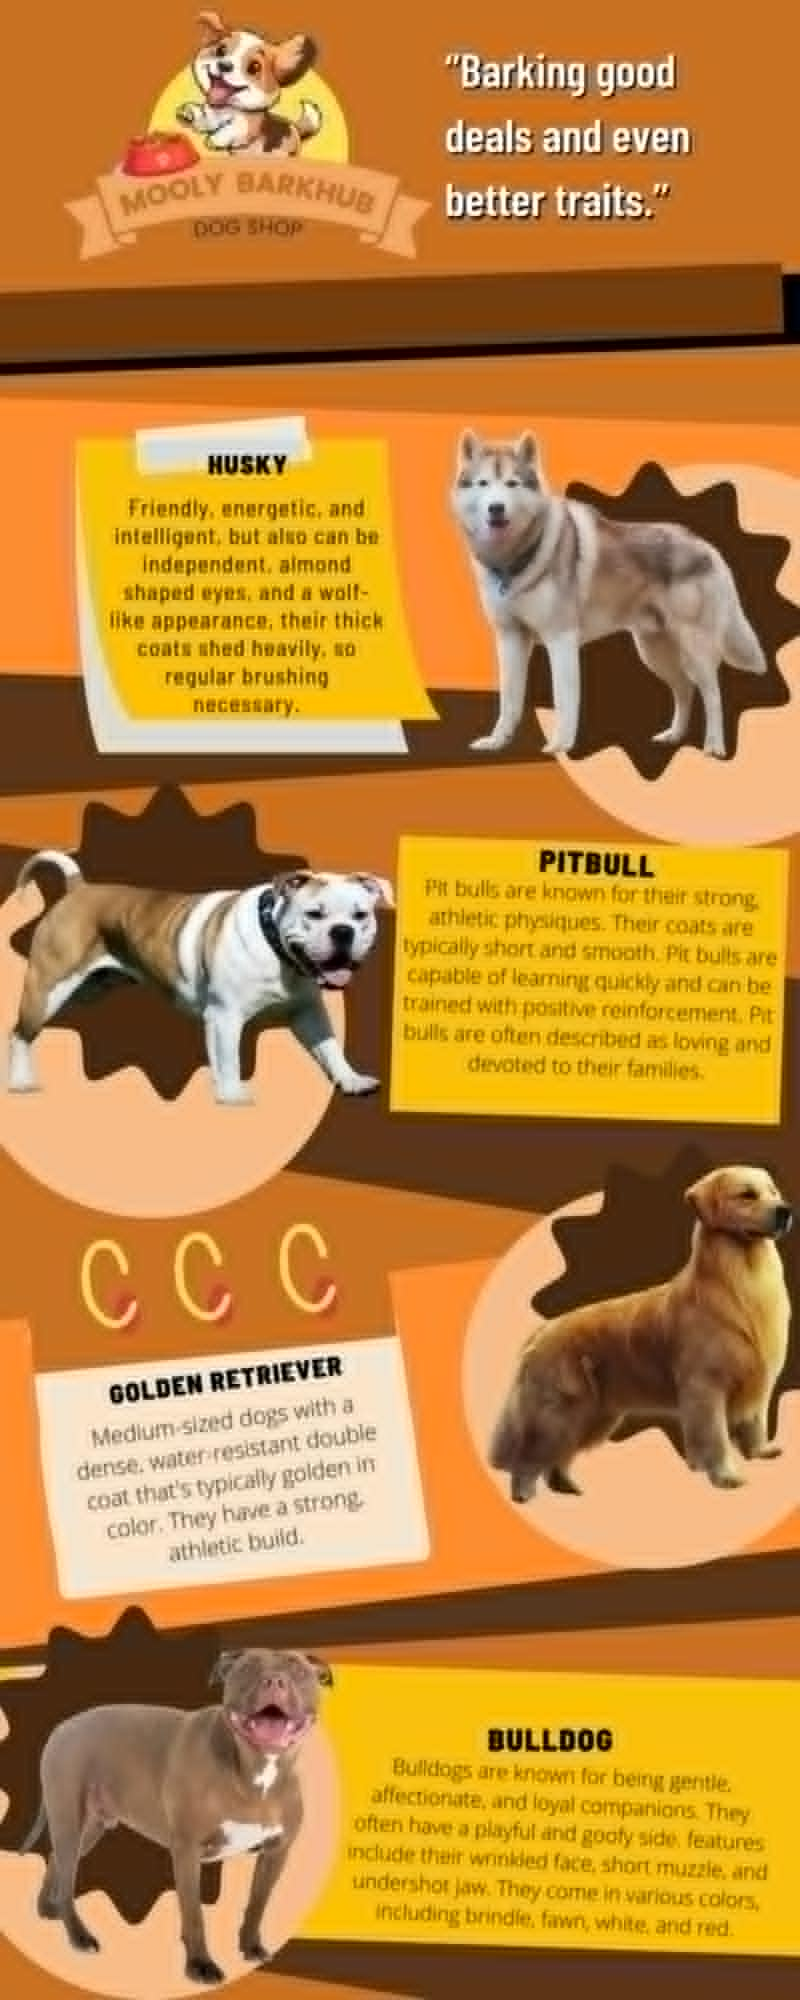 "Barking good
deals and even
better traits."
MOOLY BARKHUB
DOG SHOP
HUSKY
Friendly, energetic, and
intelligent, but also can be
independent, almond
shaped eyes, and a wolf-
like appearance, their thick
coats shed heavily, so
regular brushing
necessary.
PITBULL
Pit bulls are known for their strong,
athletic physiques. Their coats are
typically short and smooth. Pit bulls are
capable of learning quickly and can be
trained with positive reinforcement. Pit
bulls are often described as loving and
devoted to their families.
GOLDEN RETRIEVER
Medium-sized dogs with a
dense, water-resistant double
coat that's typically golden in
color. They have a strong,
athletic build.
BULLDOG
Bulldogs are known for being gentle,
affectionate, and loyal companions. They
often have a playful and goofy side. features
include their wrinkled face, short muzzle, and
undershot jaw. They come in various colors,
including brindle, fawn, white, and red.